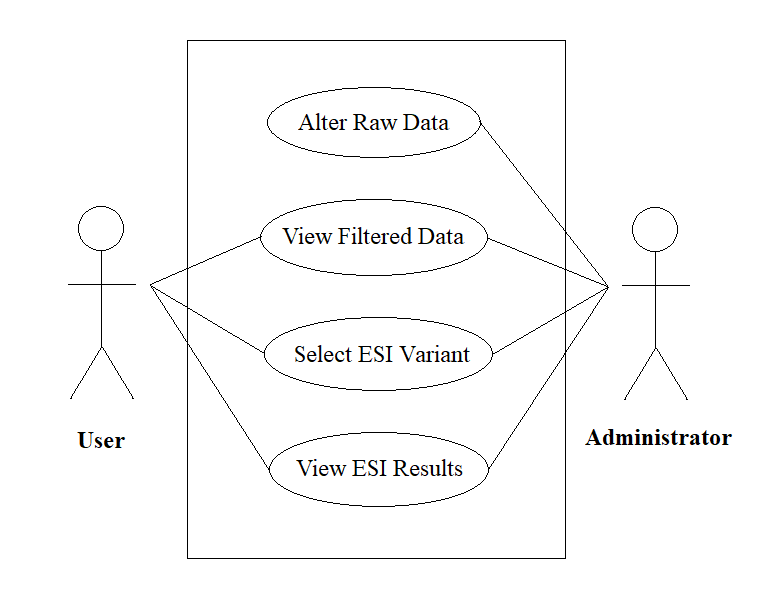 Alter Raw Data
View Filtered Data
Select ESI Variant
View ESI Results
User
Administrator